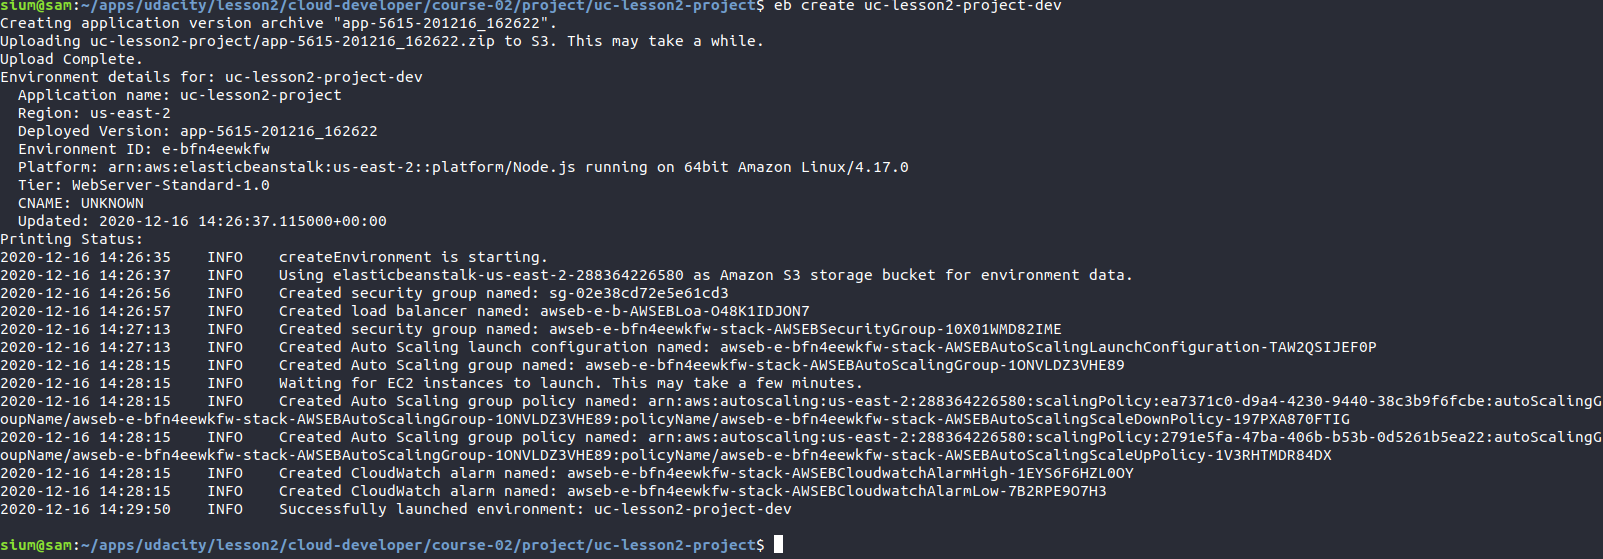 sium@sam:~/apps/udacity/lesson2/cloud-developer/course-02/project/uc-lesson2-project$ eb create uc-lesson2-project-dev
Creating application version archive "app-5615-201216_162622".
Uploading uc-lesson2-project/app-5615-201216_162622.zip to S3. This may take a while.
Upload Complete.
Environment details for: uc-lesson2-project-dev
  Application name: uc-lesson2-project
  Region: us-east-2
  Deployed Version: app-5615-201216_162622
  Environment ID: e-bfn4eewkfw
  Platform: arn:aws:elasticbeanstalk:us-east-2::platform/Node.js running on 64bit Amazon Linux/4.17.0
  Tier: WebServer-Standard-1.0
  CNAME: UNKNOWN
  Updated: 2020-12-16 14:26:37.115000+00:00
Printing Status:
2020-12-16 14:26:35    INFO    createEnvironment is starting.
2020-12-16 14:26:37    INFO    Using elasticbeanstalk-us-east-2-288364226580 as Amazon S3 storage bucket for environment data.
2020-12-16 14:26:56    INFO    Created security group named: sg-02e38cd72e5e61cd3
2020-12-16 14:26:57    INFO    Created load balancer named: awseb-e-b-AWSEBLoa-O48K1IDJON7
2020-12-16 14:27:13    INFO    Created security group named: awseb-e-bfn4eewkfw-stack-AWSEBSecurityGroup-10X01WMD82IME
2020-12-16 14:27:13    INFO    Created Auto Scaling launch configuration named: awseb-e-bfn4eewkfw-stack-AWSEBAutoScalingLaunchConfiguration-TAW2QSIJEF0P
2020-12-16 14:28:15    INFO    Created Auto Scaling group named: awseb-e-bfn4eewkfw-stack-AWSEBAutoScalingGroup-1ONVLDZ3VHE89
2020-12-16 14:28:15    INFO    Waiting for EC2 instances to launch. This may take a few minutes.
2020-12-16 14:28:15    INFO    Created Auto Scaling group policy named: arn:aws:autoscaling:us-east-2:288364226580:scalingPolicy:ea7371c0-d9a4-4230-9440-38c3b9f6fcbe:autoScalingGr
oupName/awseb-e-bfn4eewkfw-stack-AWSEBAutoScalingGroup-1ONVLDZ3VHE89:policyName/awseb-e-bfn4eewkfw-stack-AWSEBAutoScalingScaleDownPolicy-197PXA870FTIG
2020-12-16 14:28:15    INFO    Created Auto Scaling group policy named: arn:aws:autoscaling:us-east-2:288364226580:scalingPolicy:2791e5fa-47ba-406b-b53b-0d5261b5ea22:autoScalingGr
oupName/awseb-e-bfn4eewkfw-stack-AWSEBAutoScalingGroup-1ONVLDZ3VHE89:policyName/awseb-e-bfn4eewkfw-stack-AWSEBAutoScalingScaleUpPolicy-1V3RHTMDR84DX
2020-12-16 14:28:15    INFO    Created CloudWatch alarm named: awseb-e-bfn4eewkfw-stack-AWSEBCloudwatchAlarmHigh-1EYS6F6HZL0OY
2020-12-16 14:28:15    INFO    Created CloudWatch alarm named: awseb-e-bfn4eewkfw-stack-AWSEBCloudwatchAlarmLow-7B2RPE9O7H3
2020-12-16 14:29:50    INFO    Successfully launched environment: uc-lesson2-project-dev
sium@sam:~/apps/udacity/lesson2/cloud-developer/course-02/project/uc-lesson2-project$